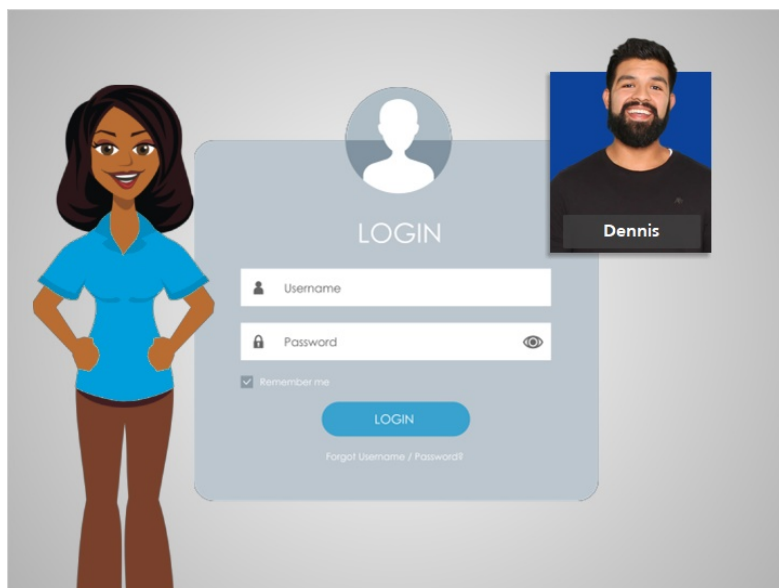 LOGIN
Dennis
Username
Password
Remember me
LOGIN
Forgot Username / Password?